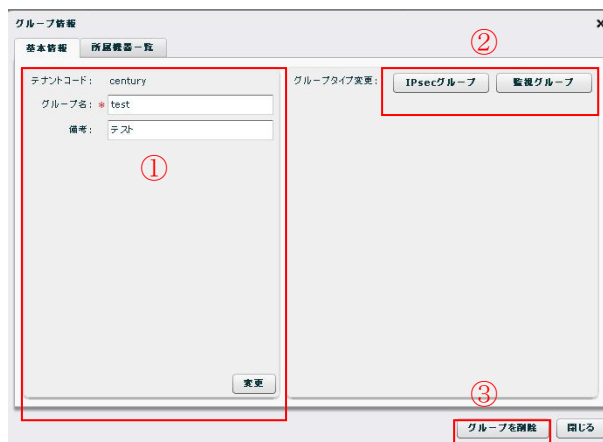 グループ情報
×
基本情報 所属機器一覧
②
テナントコード: century
グループタイプ変更: IPsecグループ 監視グループ
グループ名: * test
備考: テスト
①
変更
③
グループを削除 閉じる